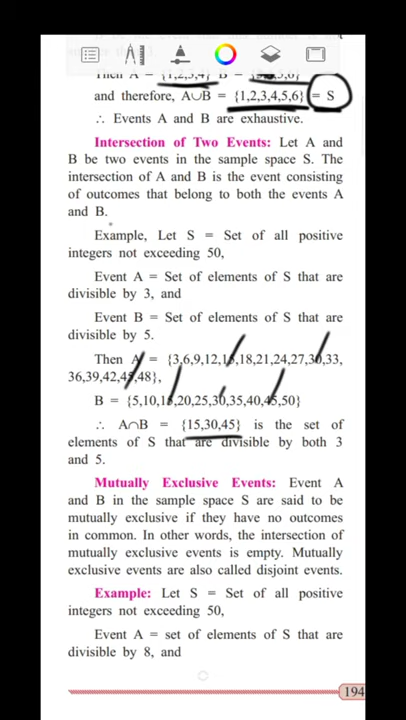 Then A = {1,2,3,4} B =
and therefore, A∪B = {1,2,3,4,5,6} = S
∴ Events A and B are exhaustive.
Intersection of Two Events: Let A and
B be two events in the sample space S. The
intersection of A and B is the event consisting
of outcomes that belong to both the events A
and B.
Example, Let S = Set of all positive
integers not exceeding 50,
Event A = Set of elements of S that are
divisible by 3, and
Event B = Set of elements of S that are
divisible by 5.
Then A = {3,6,9,12,15,18,21,24,27,30,33,
36,39,42,45,48},
B = {5,10,15,20,25,30,35,40,45,50}
∴ A∩B = {15,30,45} is the set of
elements of S that are divisible by both 3
and 5.
Mutually Exclusive Events: Event A
and B in the sample space S are said to be
mutually exclusive if they have no outcomes
in common. In other words, the intersection of
mutually exclusive events is empty. Mutually
exclusive events are also called disjoint events.
Example: Let S = Set of all positive
integers not exceeding 50,
Event A = set of elements of S that are
divisible by 8, and
194